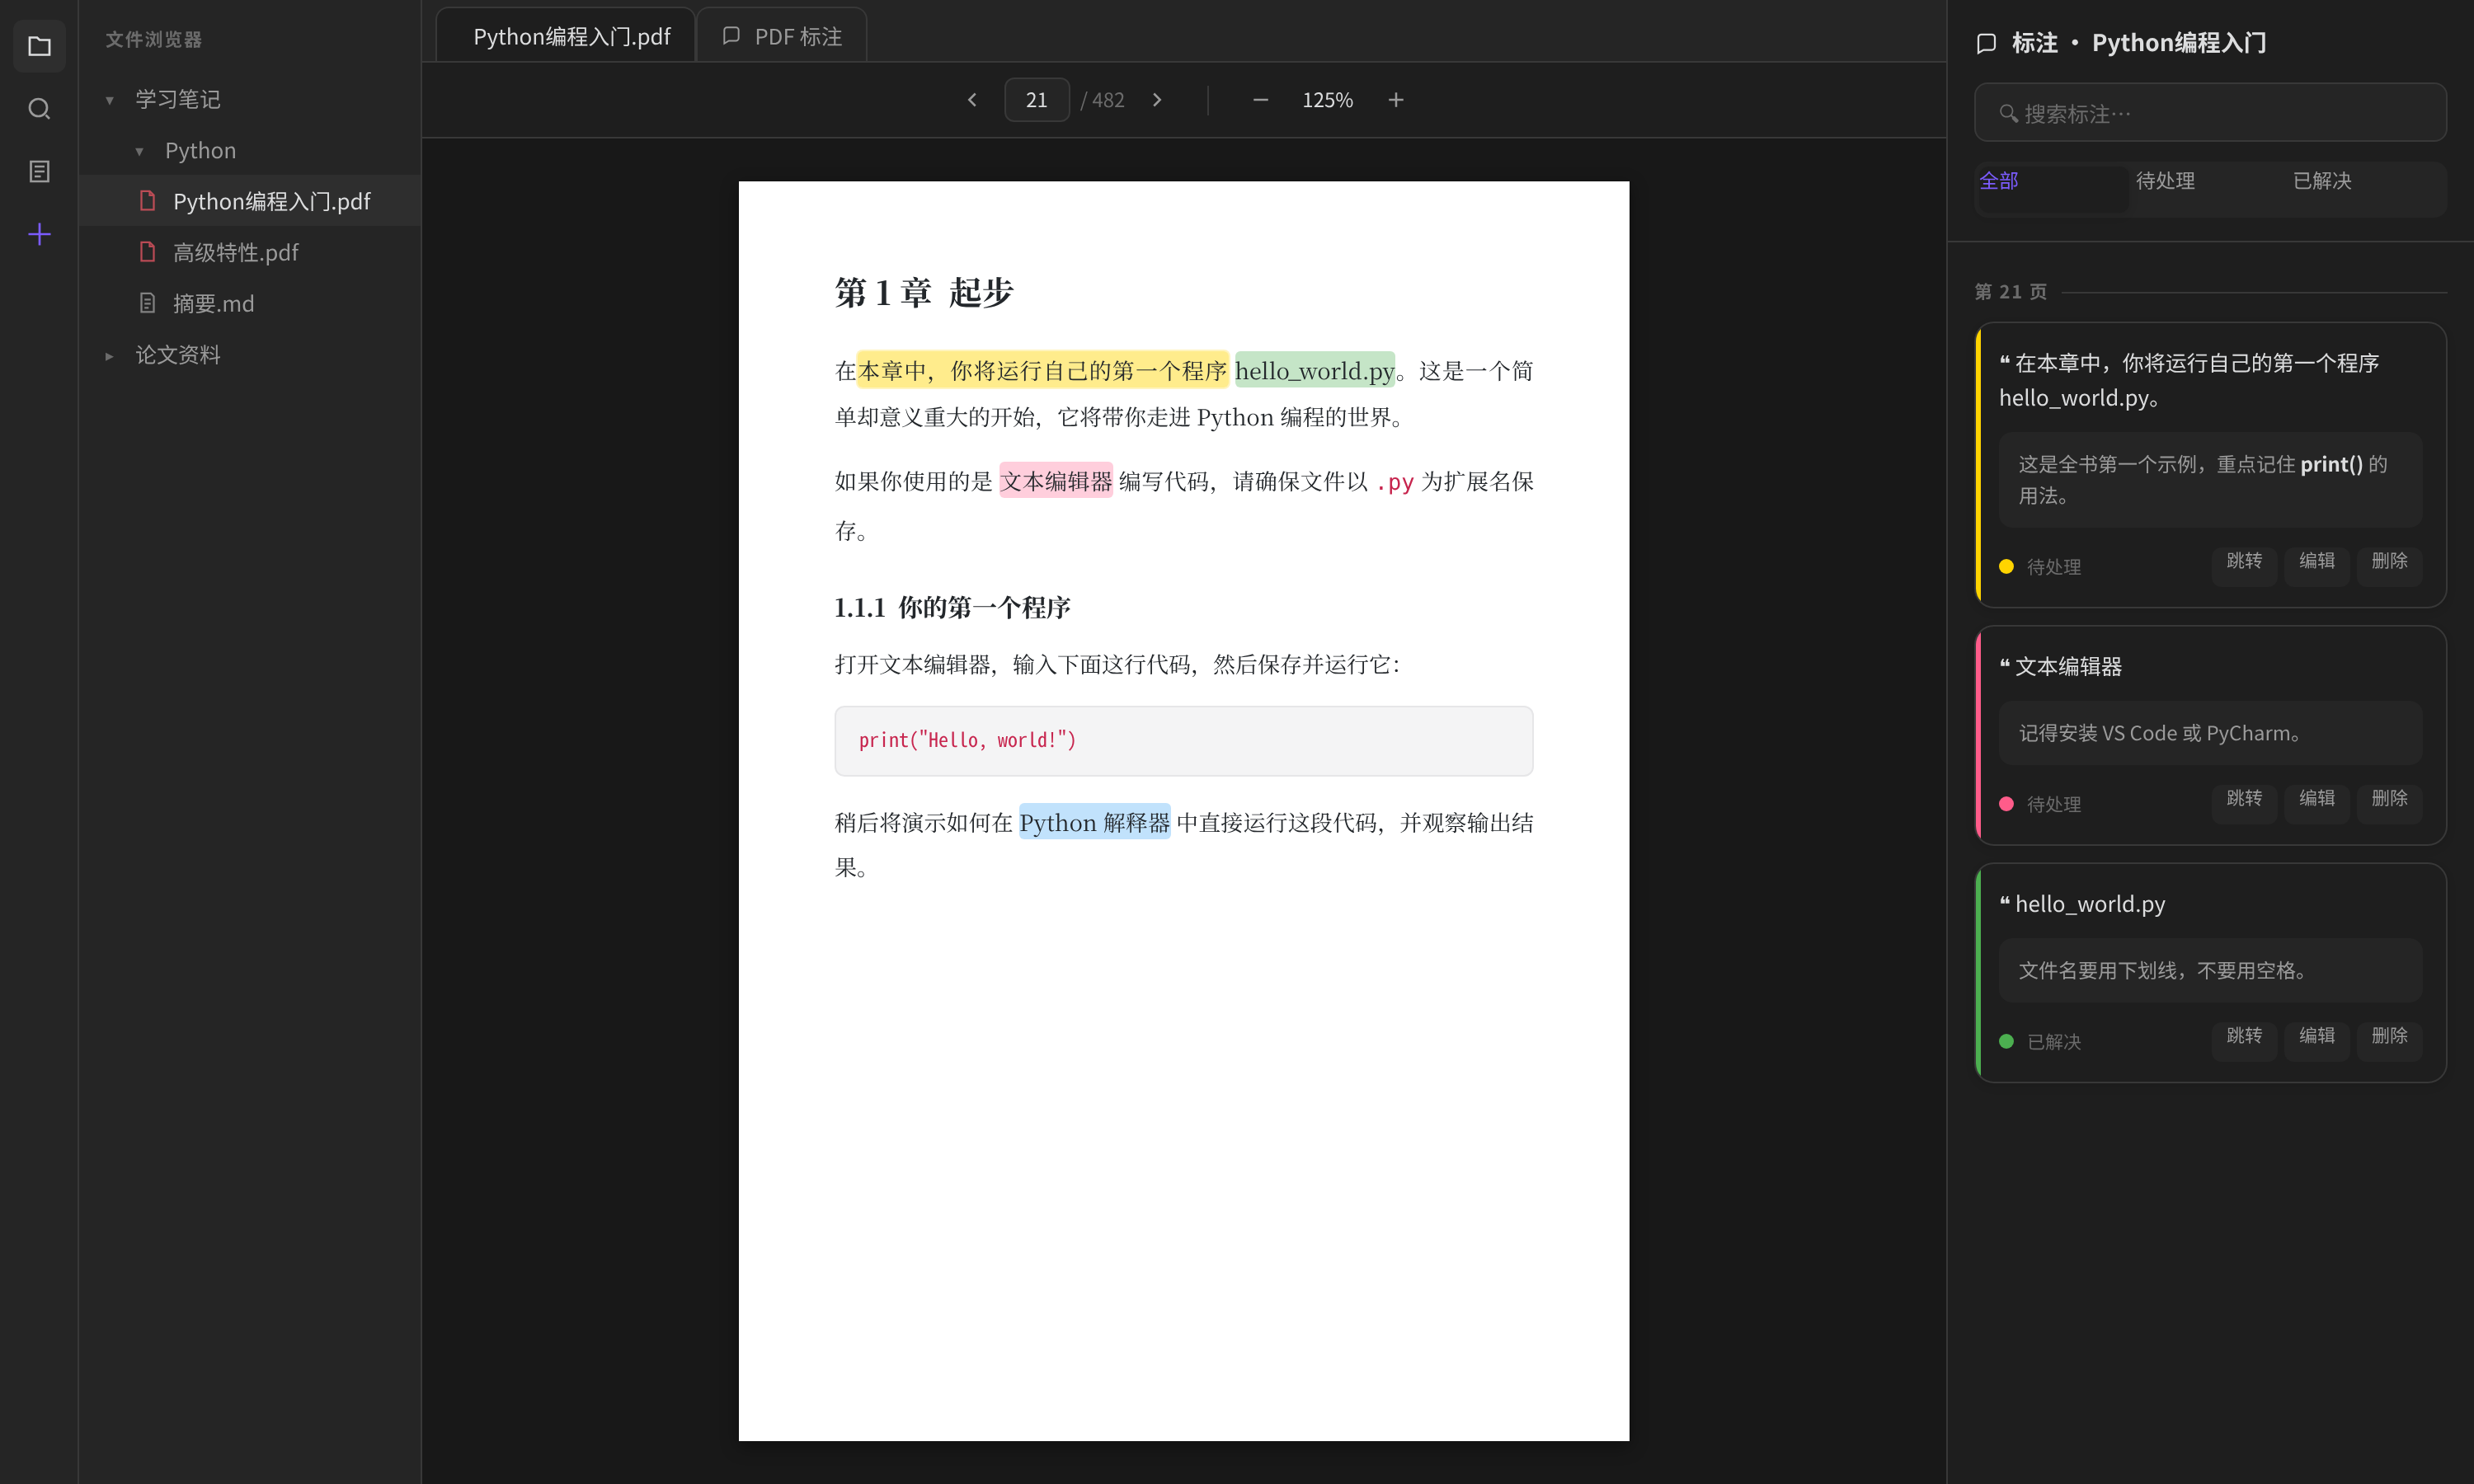 文件浏览器
学习笔记
Python
Python编程入门.pdf
高级特性.pdf
摘要.md
论文资料
Python编程入门.pdf
PDF 标注
21 / 482
125%
第 1 章 起步
在本章中，你将运行自己的第一个程序 hello_world.py。这是一个简
单却意义重大的开始，它将带你走进 Python 编程的世界。
如果你使用的是 文本编辑器 编写代码，请确保文件以 .py 为扩展名保
存。
1.1.1 你的第一个程序
打开文本编辑器，输入下面这行代码，然后保存并运行它：
print("Hello, world!")
稍后将演示如何在 Python 解释器 中直接运行这段代码，并观察输出结
果。
标注 · Python编程入门
搜索标注…
全部 待处理 已解决
第 21 页
❝ 在本章中，你将运行自己的第一个程序
hello_world.py。
这是全书第一个示例，重点记住 print() 的
用法。
待处理 跳转 编辑 删除
❝ 文本编辑器
记得安装 VS Code 或 PyCharm。
待处理 跳转 编辑 删除
❝ hello_world.py
文件名要用下划线，不要用空格。
已解决 跳转 编辑 删除